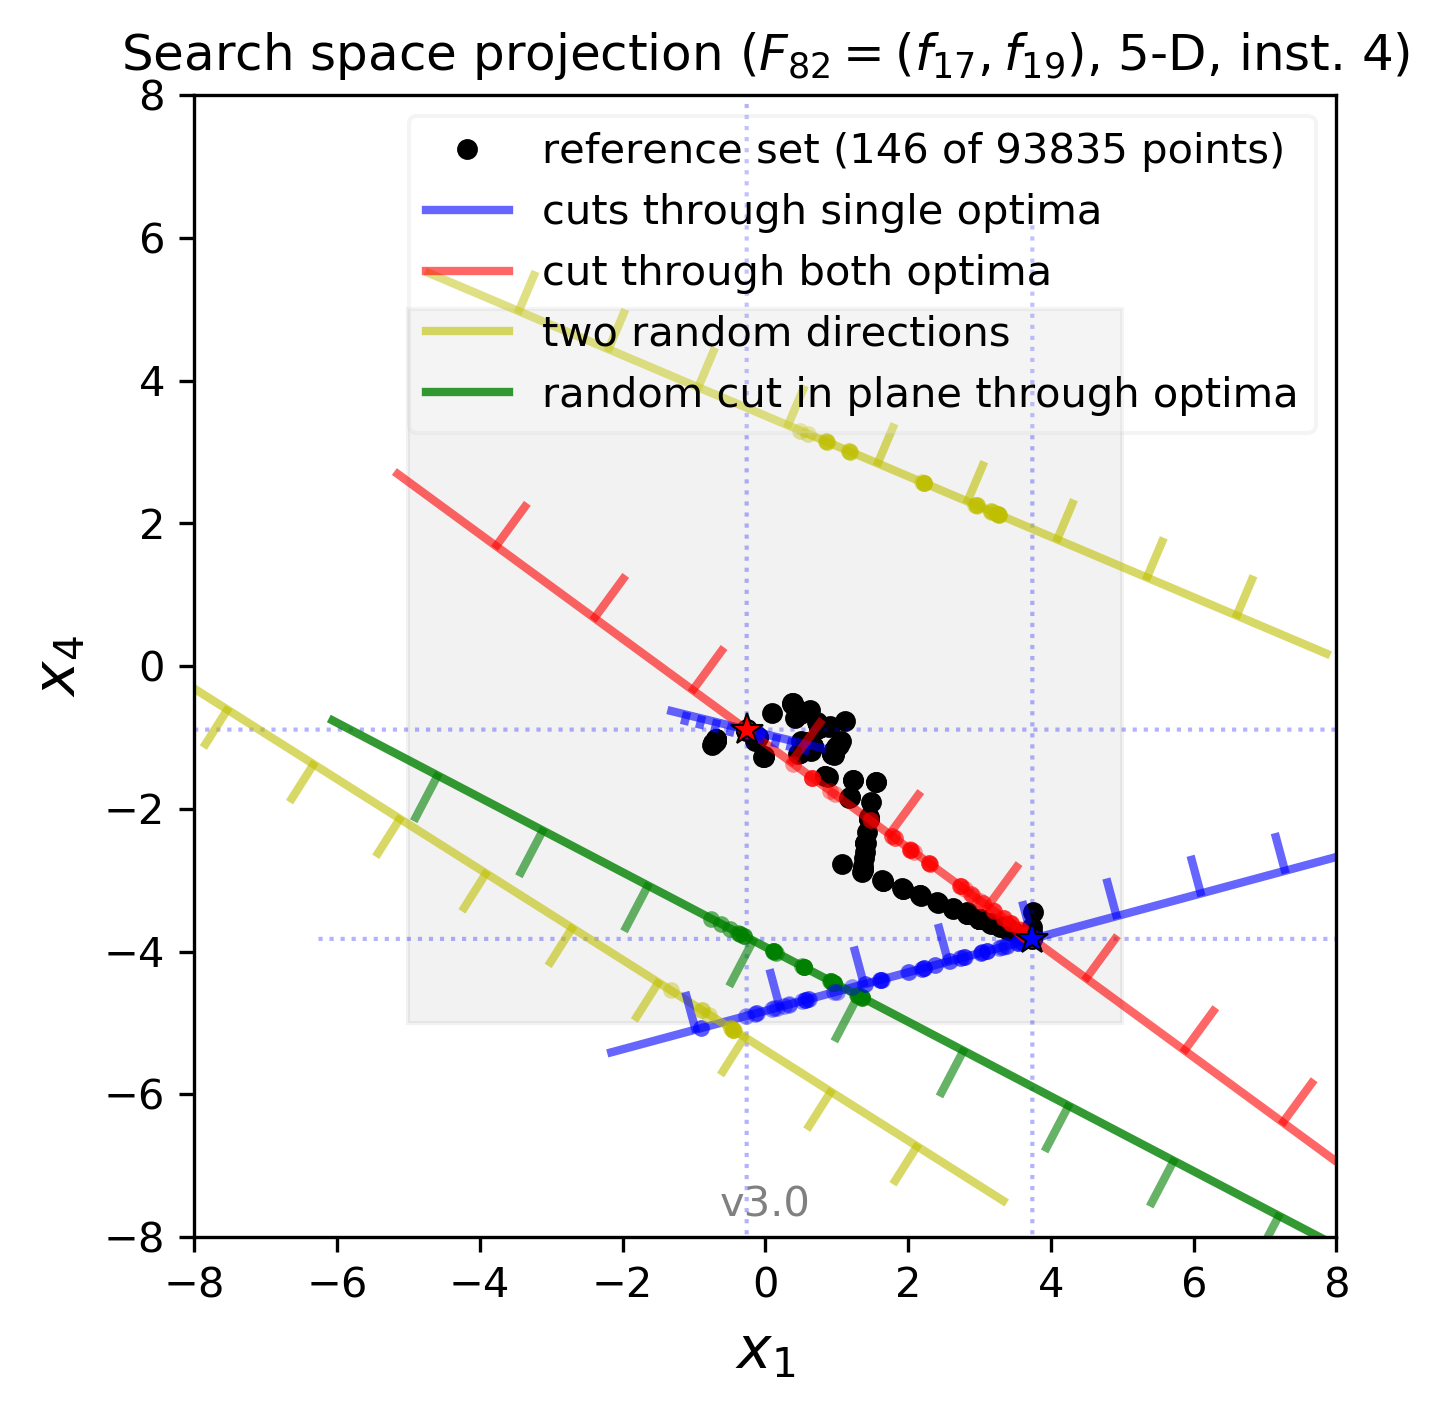 Search space projection (F82 = (f17, f19), 5-D, inst. 4)
8
6
4
2
0
−2
−4
−6
−8
x4
reference set (146 of 93835 points)
cuts through single optima
cut through both optima
two random directions
random cut in plane through optima
v3.0
−8 −6 −4 −2 0 2 4 6 8
x1